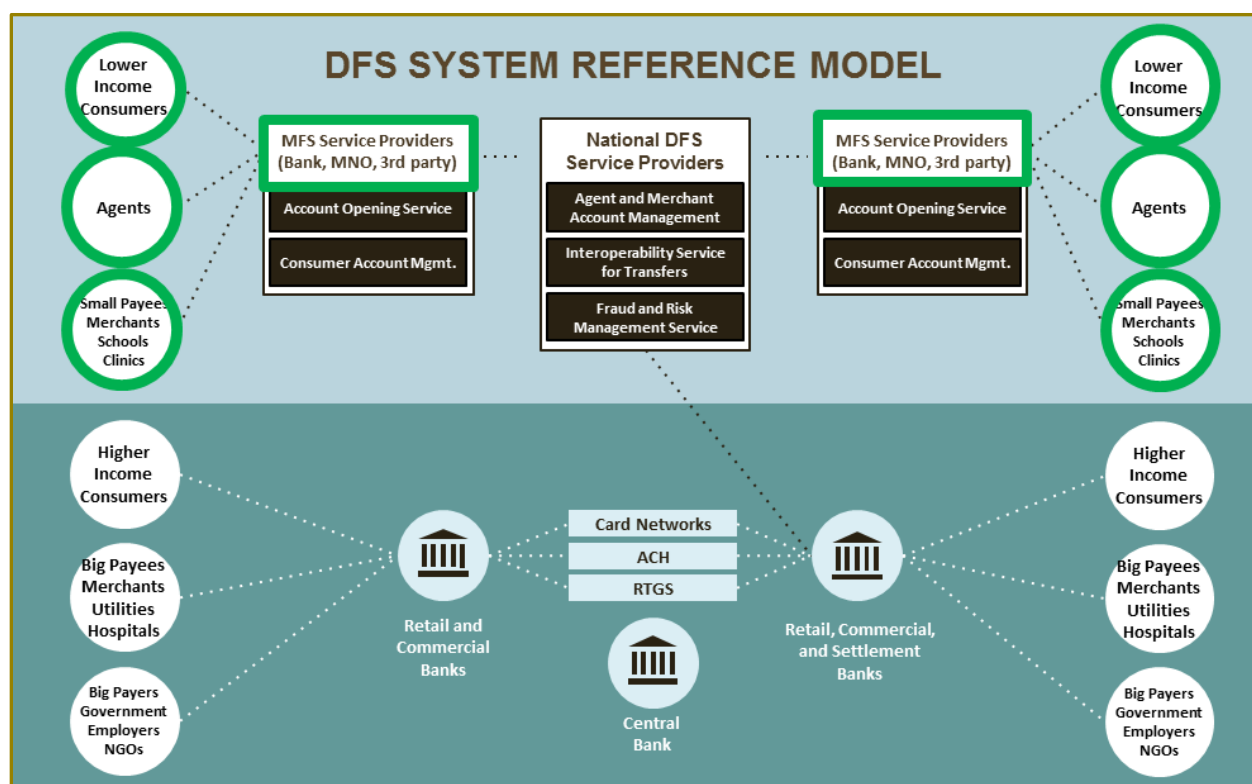 DFS SYSTEM REFERENCE MODEL
Lower
Income
Consumers
Agents
Small Payees
Merchants
Schools
Clinics
MFS Service Providers
(Bank, MNO, 3rd party)
Account Opening Service
Consumer Account Mgmt.
National DFS
Service Providers
Agent and Merchant
Account Management
Interoperability Service
for Transfers
Fraud and Risk
Management Service
MFS Service Providers
(Bank, MNO, 3rd party)
Account Opening Service
Consumer Account Mgmt.
Lower
Income
Consumers
Agents
Small Payees
Merchants
Schools
Clinics
Higher
Income
Consumers
Big Payees
Merchants
Utilities
Hospitals
Big Payers
Government
Employers
NGOs
Retail and
Commercial
Banks
Card Networks
ACH
RTGS
Central
Bank
Retail, Commercial,
and Settlement
Banks
Higher
Income
Consumers
Big Payees
Merchants
Utilities
Hospitals
Big Payers
Government
Employers
NGOs